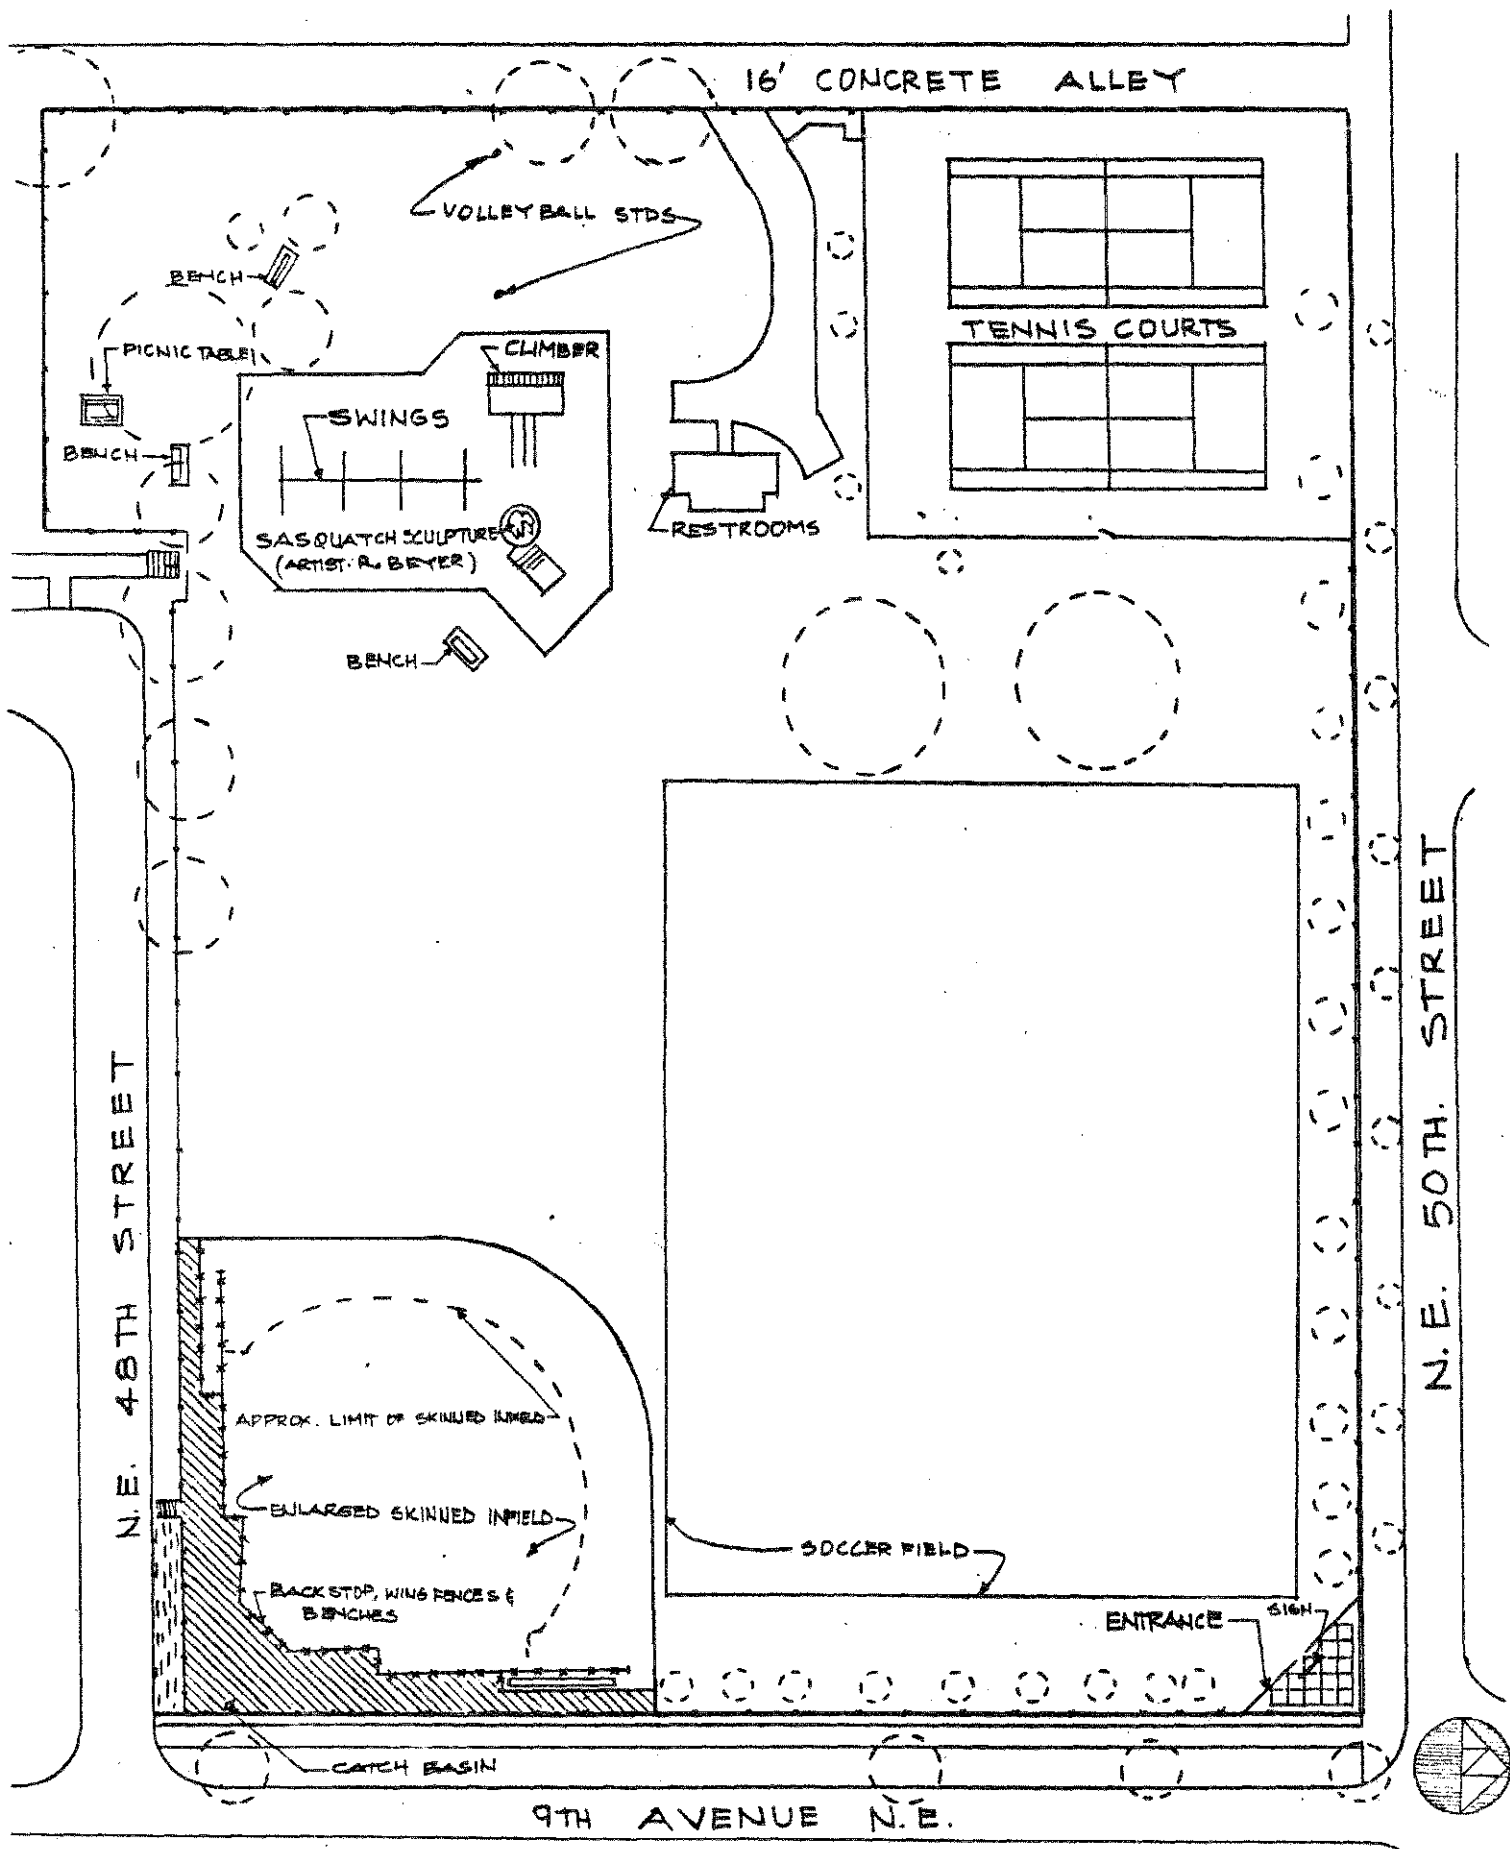 16' CONCRETE ALLEY
VOLLEYBALL STDS
BENCH
TENNIS COURTS
PICNIC TABLE
CLIMBER
SWINGS
BENCH
RESTROOMS
SASQUATCH SCULPTURE
(ARTIST: R. BEYER)
BENCH
N.E. 48TH STREET
N.E. 50TH. STREET
APPROX. LIMIT OF SKINNED INFIELD
ENLARGED SKINNED INFIELD
SOCCER FIELD
BACKSTOP, WING FENCES &
BENCHES
ENTRANCE
SIGN
CATCH BASIN
9TH AVENUE N.E.